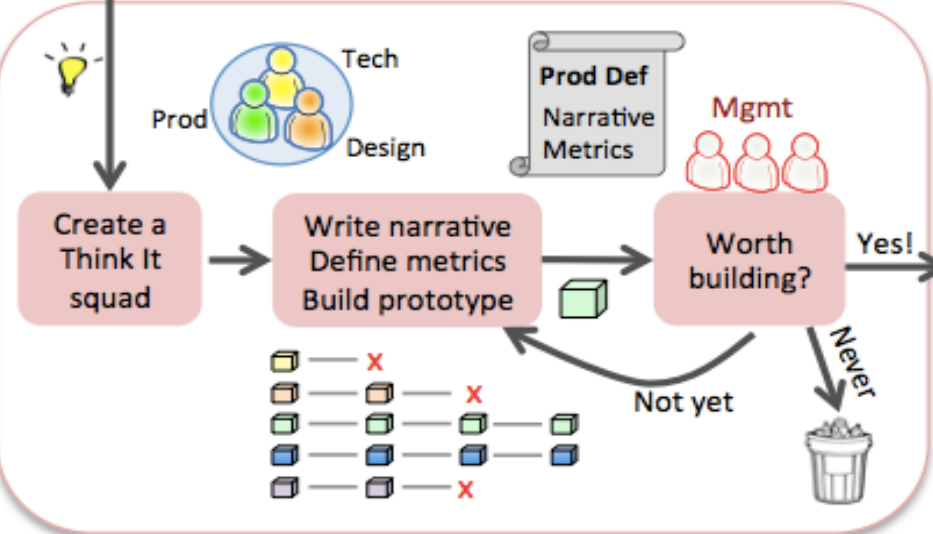 Tech
Prod
Design
Prod Def
Narrative
Metrics
Mgmt
Create a
Think It
squad
Write narrative
Define metrics
Build prototype
Worth
building?
Yes!
Never
Not yet
X
X
X